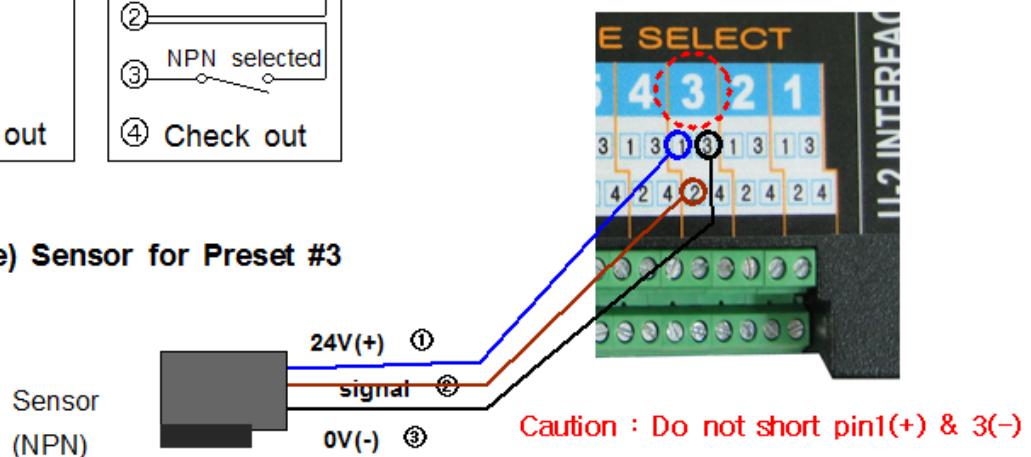 ②
③ NPN selected
out
④ Check out
E SELECT
4 3 2 1
3 1 3 1 3 1 3 1 3
4 2 4 2 4 2 4 2 4
U-2 INTERFAC
e) Sensor for Preset #3
24V(+) ①
signal ②
0V(-) ③
Sensor
(NPN)
Caution : Do not short pin1(+) & 3(-)